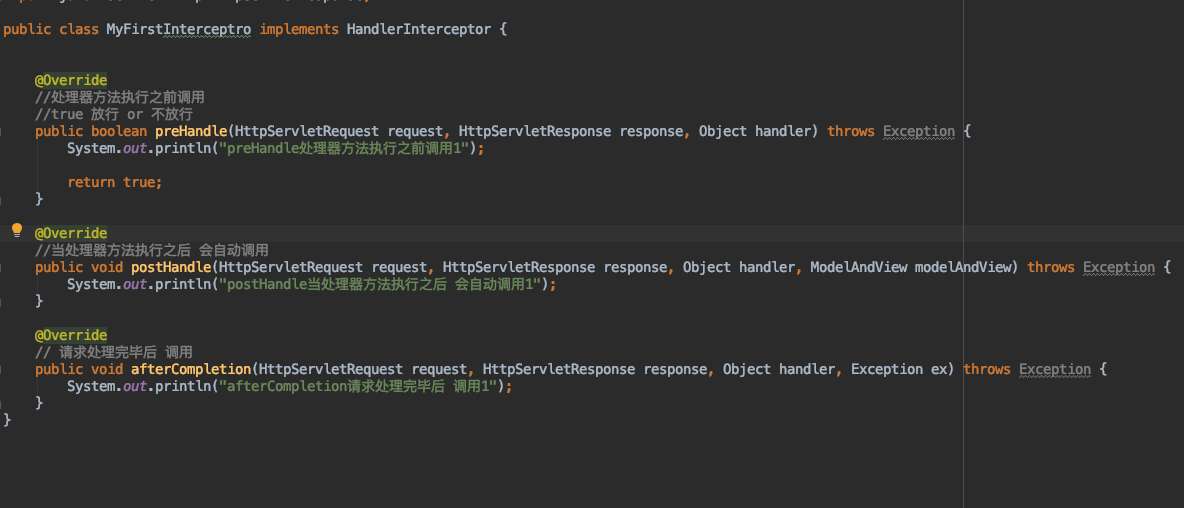 public class MyFirstInterceptro implements HandlerInterceptor {
@Override
//处理器方法执行之前调用
//true 放行 or 不放行
public boolean preHandle(HttpServletRequest request, HttpServletResponse response, Object handler) throws Exception {
System.out.println("preHandle处理器方法执行之前调用1");
return true;
}
@Override
//当处理器方法执行之后 会自动调用
public void postHandle(HttpServletRequest request, HttpServletResponse response, Object handler, ModelAndView modelAndView) throws Exception {
System.out.println("postHandle当处理器方法执行之后 会自动调用1");
}
@Override
// 请求处理完毕后 调用
public void afterCompletion(HttpServletRequest request, HttpServletResponse response, Object handler, Exception ex) throws Exception {
System.out.println("afterCompletion请求处理完毕后 调用1");
}
}